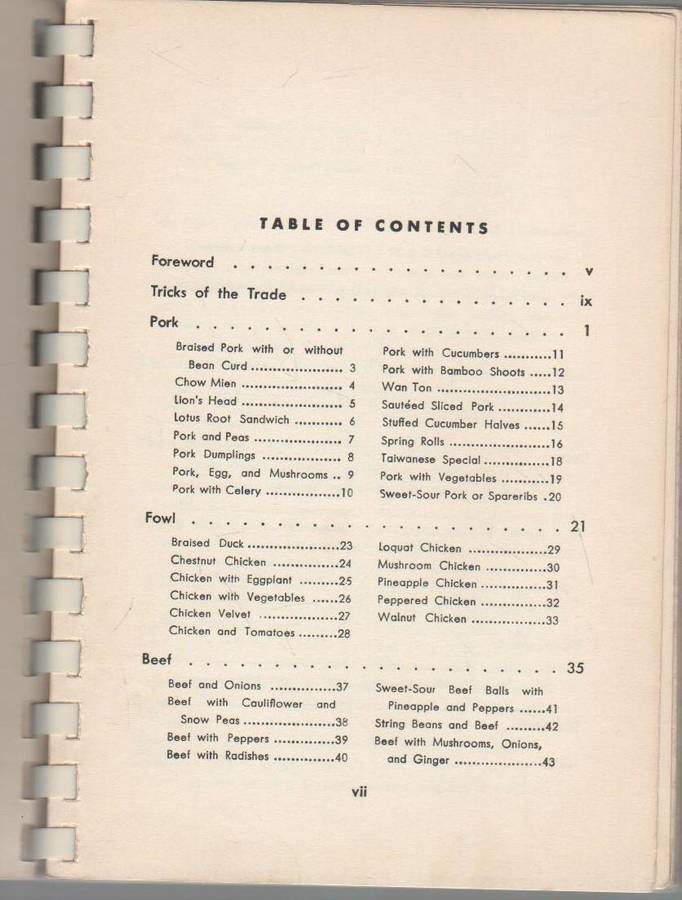 TABLE OF CONTENTS
Foreword . . . . . . . . . . . . . . . . . . . . v
Tricks of the Trade . . . . . . . . . . . . . . . . ix
Pork . . . . . . . . . . . . . . . . . . . . . . 1
Braised Pork with or without
Bean Curd .................... 3
Chow Mien .................... 4
Lion's Head .................... 5
Lotus Root Sandwich ........... 6
Pork and Peas .................. 7
Pork Dumplings ................ 8
Pork, Egg, and Mushrooms .. 9
Pork with Celery .................10
Pork with Cucumbers ...........11
Pork with Bamboo Shoots .....12
Wan Ton .........................13
Sautéed Sliced Pork ............14
Stuffed Cucumber Halves ......15
Spring Rolls ......................16
Taiwanese Special ...............18
Pork with Vegetables ...........19
Sweet-Sour Pork or Spareribs .20
Fowl . . . . . . . . . . . . . . . . . . . . . . 21
Braised Duck .....................23
Chestnut Chicken ...............24
Chicken with Eggplant .........25
Chicken with Vegetables ......26
Chicken Velvet .................27
Chicken and Tomatoes .........28
Loquat Chicken .................29
Mushroom Chicken .............30
Pineapple Chicken ..............31
Peppered Chicken ..............32
Walnut Chicken .................33
Beef . . . . . . . . . . . . . . . . . . . . . . 35
Beef and Onions ...............37
Beef with Cauliflower and
Snow Peas .....................38
Beef with Peppers ..............39
Beef with Radishes ..............40
Sweet-Sour Beef Balls with
Pineapple and Peppers ......41
String Beans and Beef .........42
Beef with Mushrooms, Onions,
and Ginger ....................43
vii